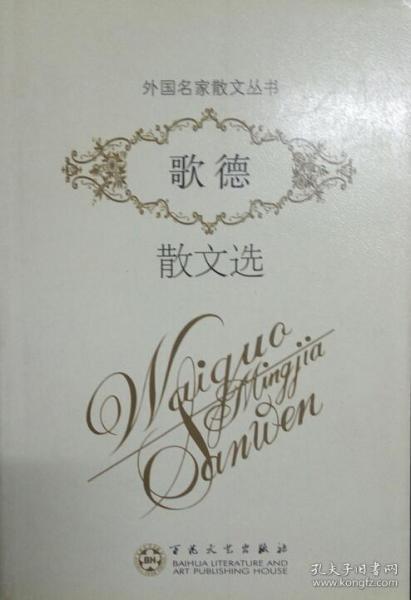 外国名家散文丛书
歌德
散文选
Waiguo
Mingjia
Sanwen
BH
百花文艺出版社
BAIHUA LITERATURE AND
ART PUBLISHING HOUSE
孔夫子旧书网
www.kongfz.com